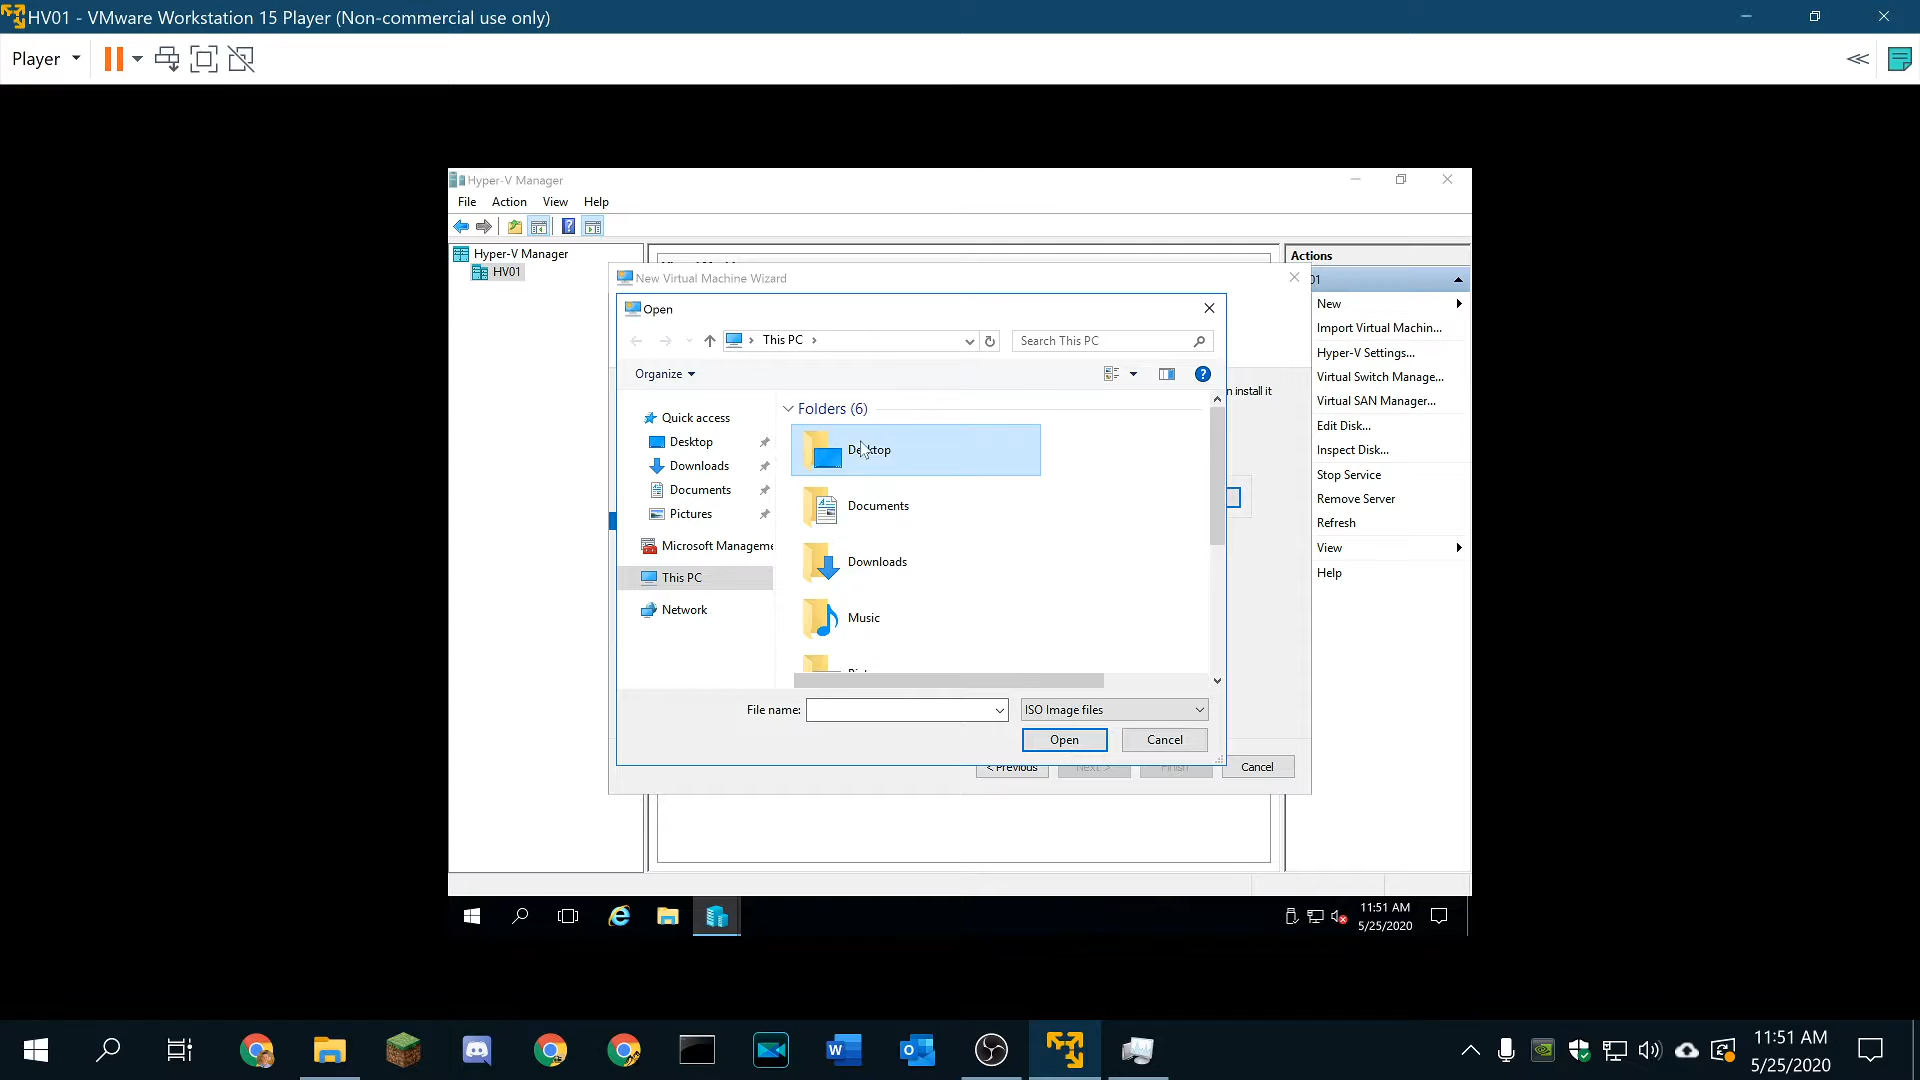 HV01 - VMware Workstation 15 Player (Non-commercial use only)
Player
Hyper-V Manager
File Action View Help
Hyper-V Manager
HV01
Actions
01
New
Import Virtual Machin...
Hyper-V Settings...
Virtual Switch Manage...
Virtual SAN Manager...
Edit Disk...
Inspect Disk...
Stop Service
Remove Server
Refresh
View
Help
New Virtual Machine Wizard
install it
Open
This PC
Search This PC
Organize
Quick access
Desktop
Downloads
Documents
Pictures
Microsoft Manageme
This PC
Network
Folders (6)
Desktop
Documents
Downloads
Music
File name:
ISO Image files
Open
Cancel
< Previous
Next >
Finish
Cancel
11:51 AM
5/25/2020
11:51 AM
5/25/2020